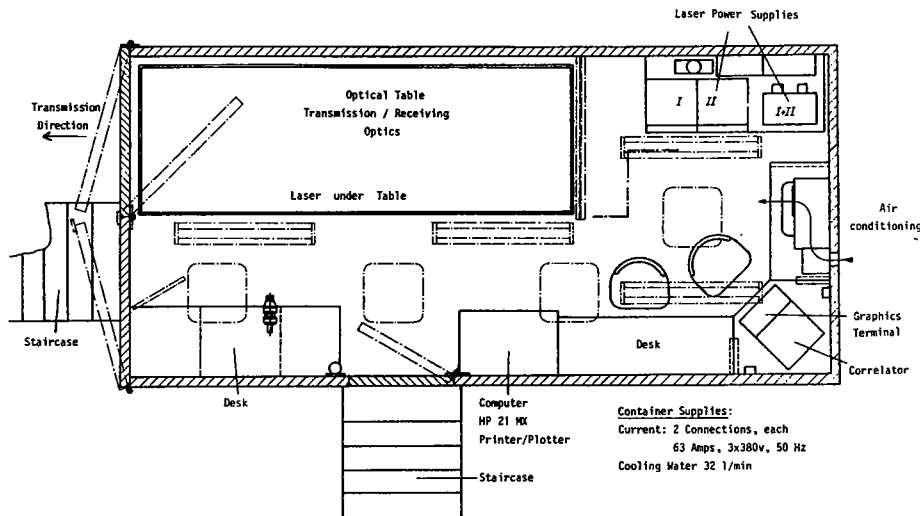 Laser Power Supplies
Optical Table
Transmission / Receiving
Optics
Laser under Table
Transmission
Direction
I
II
I+II
Air
conditioning
Staircase
Desk
Desk
Graphics
Terminal
Correlator
Computer
HP 21 MX
Printer/Plotter
Staircase
Container Supplies:
Current: 2 Connections, each
63 Amps, 3x380v, 50 Hz
Cooling Water 32 l/min